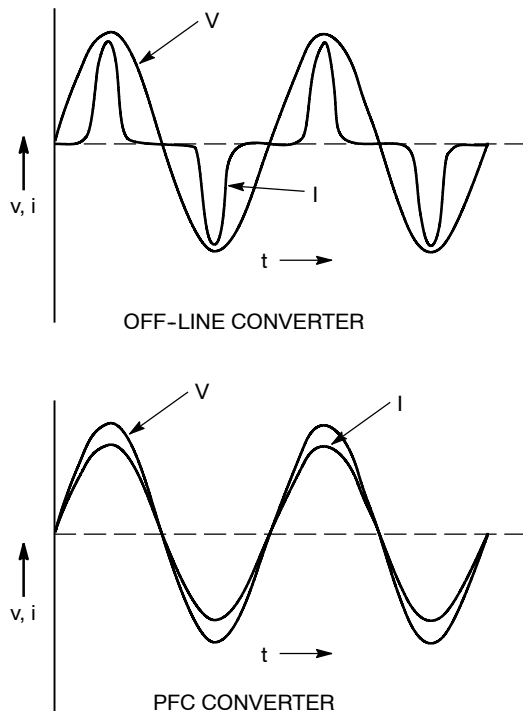 V
I
v, i
t
OFF-LINE CONVERTER
V
I
v, i
t
PFC CONVERTER